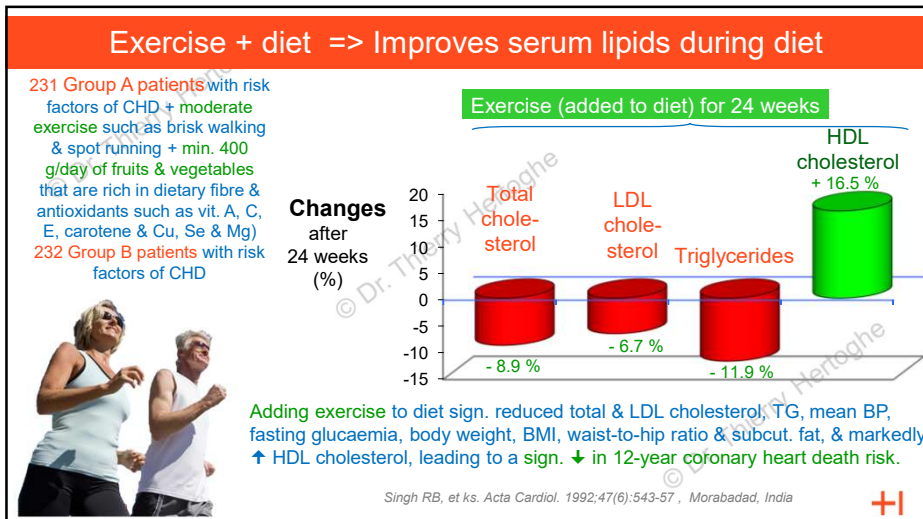 Exercise + diet => Improves serum lipids during diet
231 Group A patients with risk
factors of CHD + moderate
exercise such as brisk walking
& spot running + min. 400
g/day of fruits & vegetables
that are rich in dietary fibre &
antioxidants such as vit. A, C,
E, carotene & Cu, Se & Mg)
232 Group B patients with risk
factors of CHD
Exercise (added to diet) for 24 weeks
Changes
after
24 weeks
(%)
20
15
10
5
0
-5
-10
-15
Total
chole-
sterol
- 8.9 %
LDL
chole-
sterol
- 6.7 %
Triglycerides
- 11.9 %
HDL
cholesterol
+ 16.5 %
Adding exercise to diet sign. reduced total & LDL cholesterol, TG, mean BP,
fasting glucaemia, body weight, BMI, waist-to-hip ratio & subcut. fat, & markedly
↑ HDL cholesterol, leading to a sign. ↓ in 12-year coronary heart death risk.
Singh RB, et ks. Acta Cardiol. 1992;47(6):543-57 , Morabadad, India
© Dr. Thierry Hertoghe
© Dr. Thierry Hertoghe
© Dr. Thierry Hertoghe